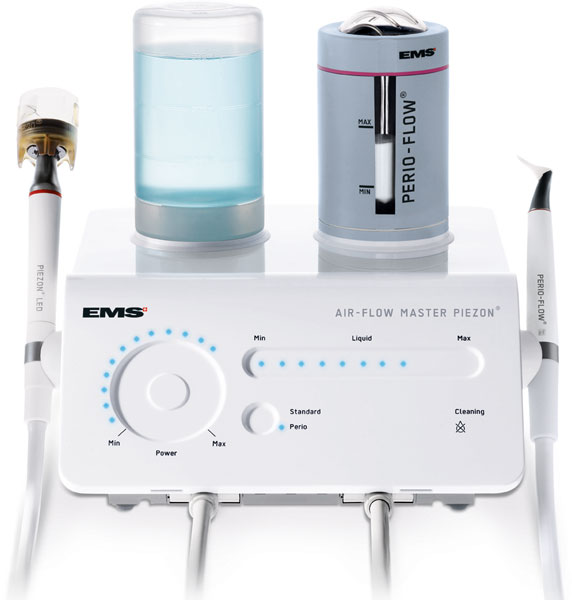 EMS
MAX
MIN
PERIO-FLOW®
PIEZON® LED
PERIO-FLOW®
EMS
AIR-FLOW MASTER PIEZON®
Min Liquid Max
Standard
Perio
Cleaning
Min Max
Power